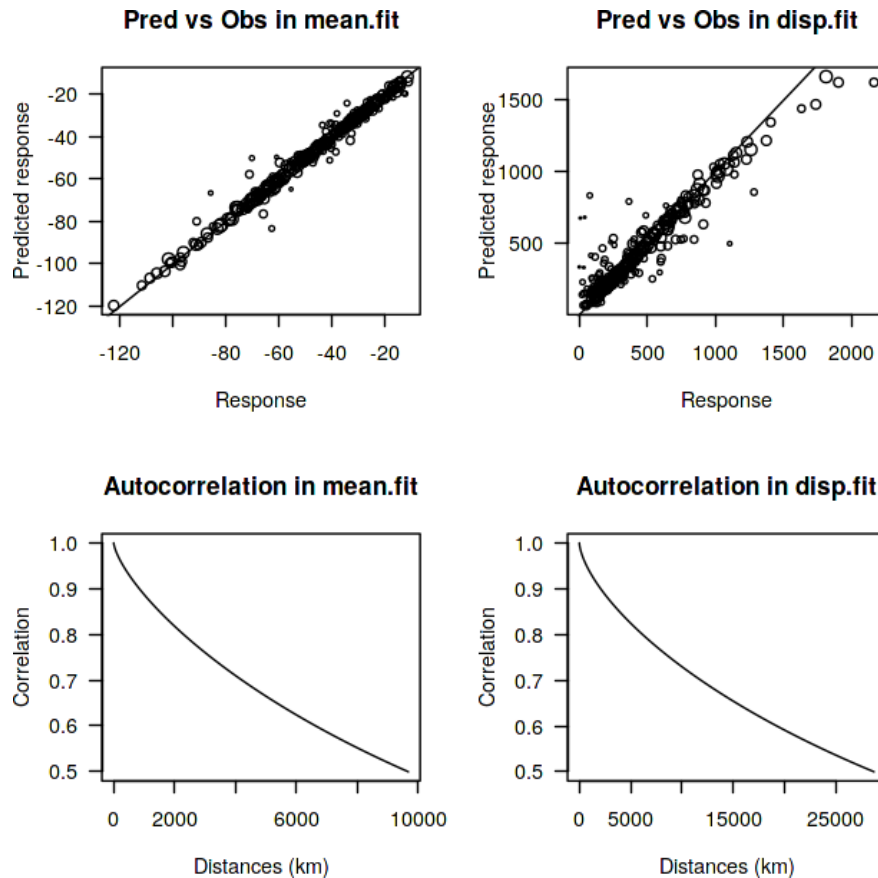 Pred vs Obs in mean.fit
Predicted response
-20
-40
-60
-80
-100
-120
-120 -80 -60 -40 -20
Response
Pred vs Obs in disp.fit
Predicted response
1500
1000
500
0 500 1000 1500 2000
Response
Autocorrelation in mean.fit
Correlation
1.0
0.9
0.8
0.7
0.6
0.5
0 2000 6000 10000
Distances (km)
Autocorrelation in disp.fit
Correlation
1.0
0.9
0.8
0.7
0.6
0.5
0 5000 15000 25000
Distances (km)